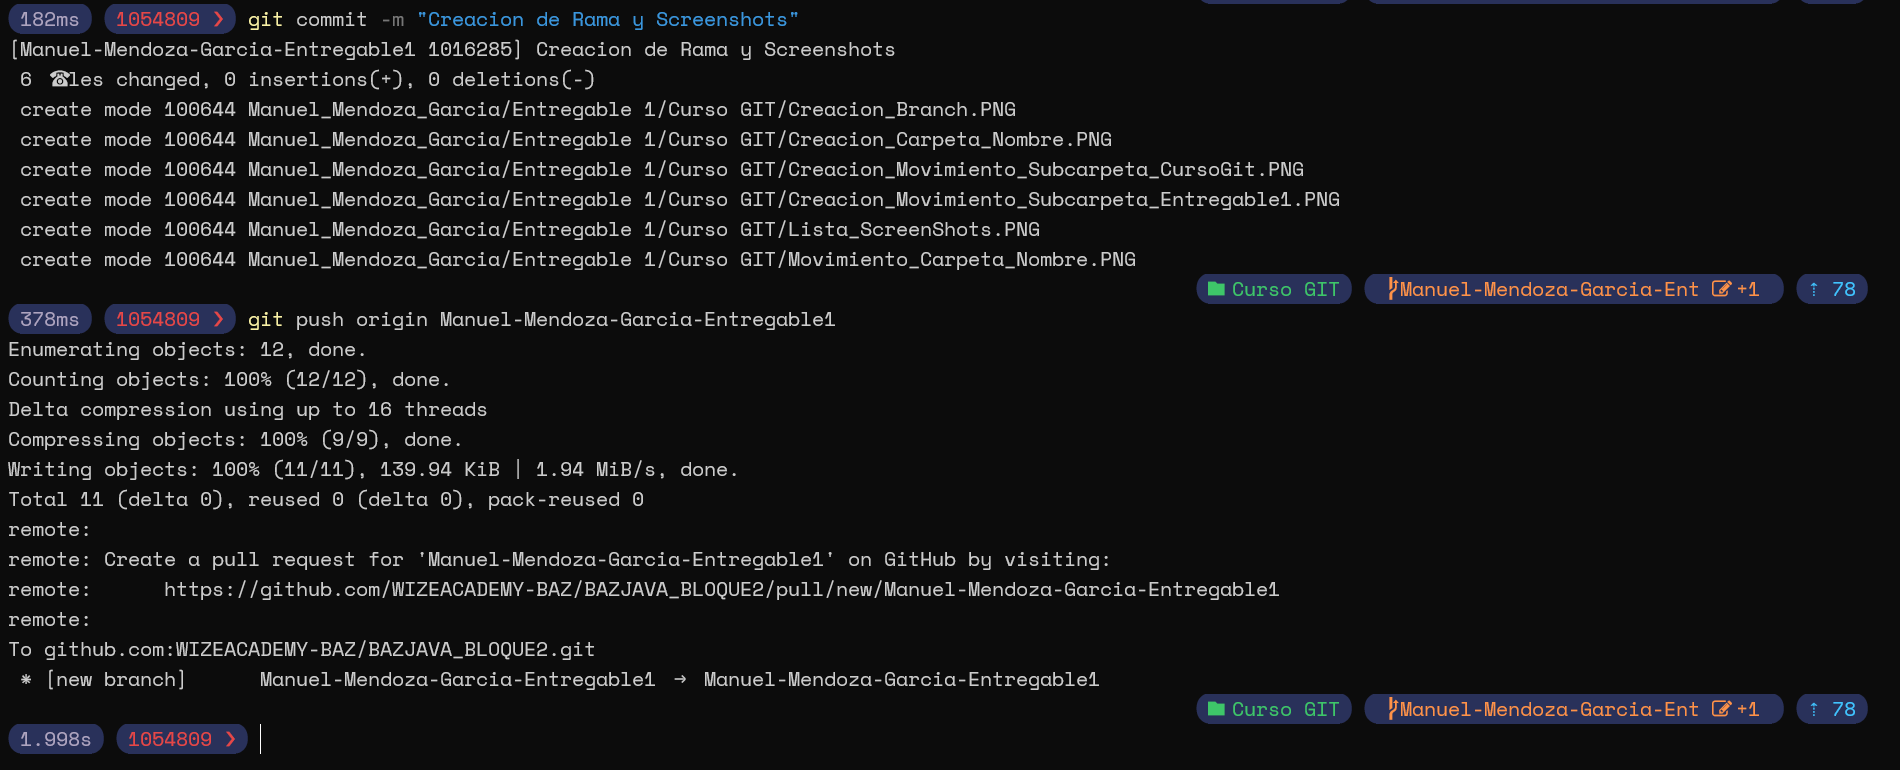 182ms 1054809 ❯ git commit -m "Creacion de Rama y Screenshots"
[Manuel-Mendoza-Garcia-Entregable1 1016285] Creacion de Rama y Screenshots
 6 ☎les changed, 0 insertions(+), 0 deletions(-)
 create mode 100644 Manuel_Mendoza_Garcia/Entregable 1/Curso GIT/Creacion_Branch.PNG
 create mode 100644 Manuel_Mendoza_Garcia/Entregable 1/Curso GIT/Creacion_Carpeta_Nombre.PNG
 create mode 100644 Manuel_Mendoza_Garcia/Entregable 1/Curso GIT/Creacion_Movimiento_Subcarpeta_CursoGit.PNG
 create mode 100644 Manuel_Mendoza_Garcia/Entregable 1/Curso GIT/Creacion_Movimiento_Subcarpeta_Entregable1.PNG
 create mode 100644 Manuel_Mendoza_Garcia/Entregable 1/Curso GIT/Lista_ScreenShots.PNG
 create mode 100644 Manuel_Mendoza_Garcia/Entregable 1/Curso GIT/Movimiento_Carpeta_Nombre.PNG
Curso GIT Manuel-Mendoza-Garcia-Ent +1 ⇡ 78
378ms 1054809 ❯ git push origin Manuel-Mendoza-Garcia-Entregable1
Enumerating objects: 12, done.
Counting objects: 100% (12/12), done.
Delta compression using up to 16 threads
Compressing objects: 100% (9/9), done.
Writing objects: 100% (11/11), 139.94 KiB | 1.94 MiB/s, done.
Total 11 (delta 0), reused 0 (delta 0), pack-reused 0
remote:
remote: Create a pull request for 'Manuel-Mendoza-Garcia-Entregable1' on GitHub by visiting:
remote:      https://github.com/WIZEACADEMY-BAZ/BAZJAVA_BLOQUE2/pull/new/Manuel-Mendoza-Garcia-Entregable1
remote:
To github.com:WIZEACADEMY-BAZ/BAZJAVA_BLOQUE2.git
 * [new branch]      Manuel-Mendoza-Garcia-Entregable1 → Manuel-Mendoza-Garcia-Entregable1
Curso GIT Manuel-Mendoza-Garcia-Ent +1 ⇡ 78
1.998s 1054809 ❯